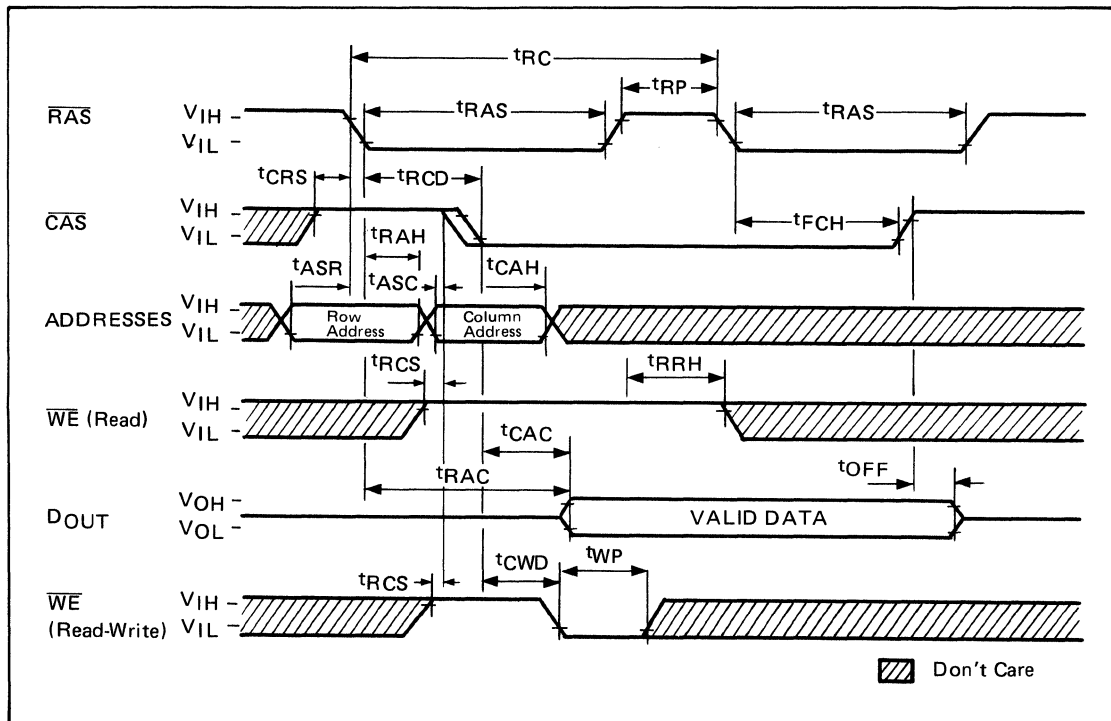 tRC
tRP
RAS
VIH
VIL
tRAS
tRAS
tCRS
tRCD
CAS
VIH
VIL
tRAH
tFCH
tASR
tASC
tCAH
ADDRESSES
VIH
VIL
Row
Address
Column
Address
tRCS
tRRH
WE (Read)
VIH
VIL
tCAC
tRAC
tOFF
DOUT
VOH
VOL
VALID DATA
tRCS
tCWD
tWP
WE
(Read-Write)
VIH
VIL
Don't Care